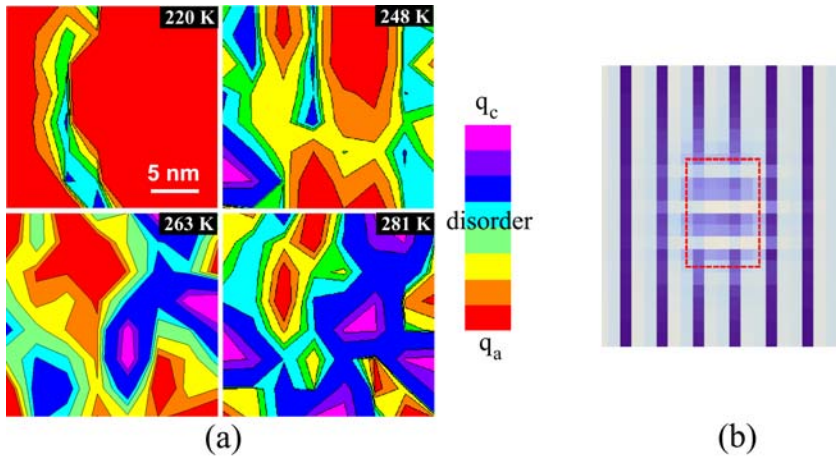 220 K
248 K
5 nm
263 K
281 K
q_c
disorder
q_a
(a)
(b)